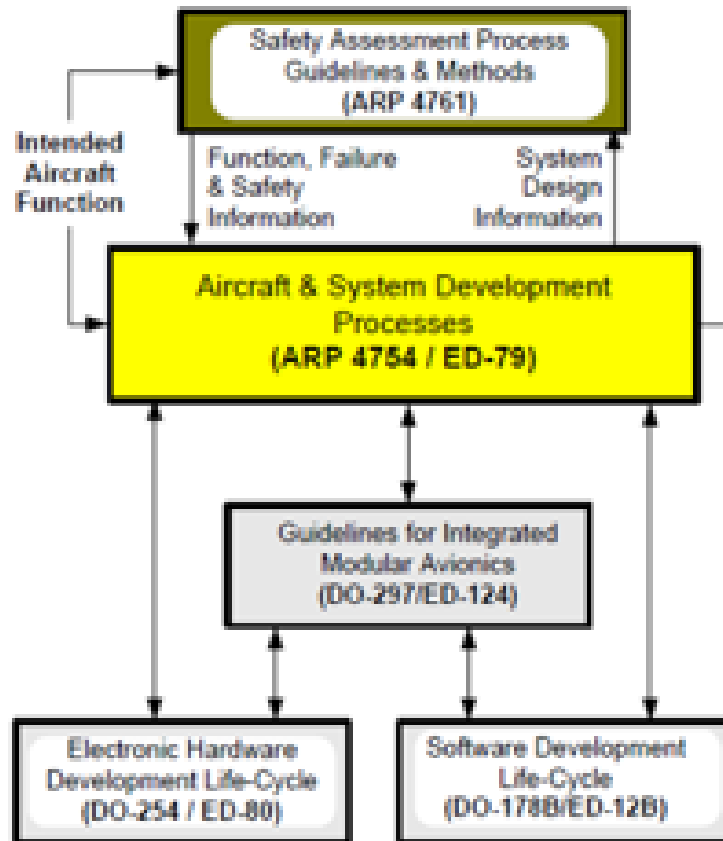 Safety Assessment Process
Guidelines & Methods
(ARP 4761)
Intended
Aircraft
Function
Function, Failure
& Safety
Information
System
Design
Information
Aircraft & System Development
Processes
(ARP 4754 / ED-79)
Guidelines for Integrated
Modular Avionics
(DO-297/ED-124)
Electronic Hardware
Development Life-Cycle
(DO-254 / ED-80)
Software Development
Life-Cycle
(DO-178B/ED-12B)